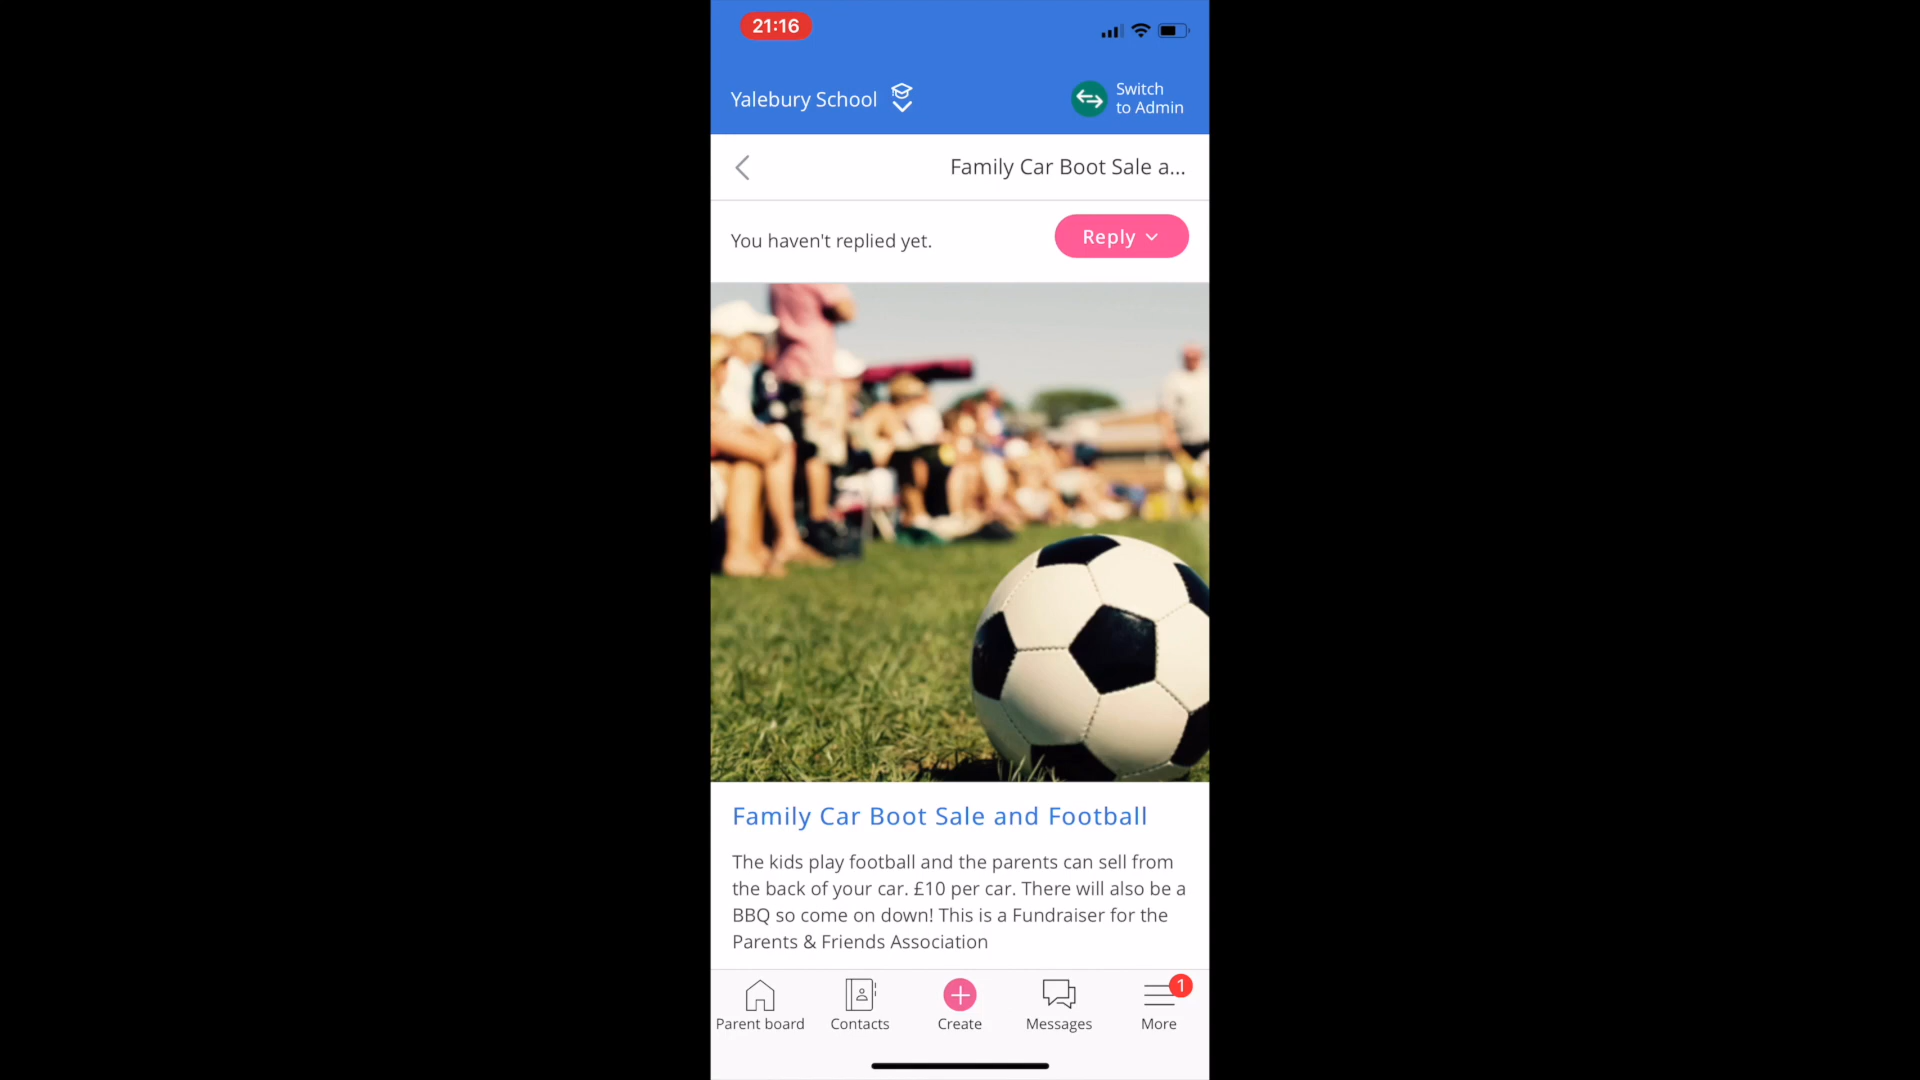 21:16
Yalebury School
Switch
to Admin
Family Car Boot Sale a...
You haven't replied yet.
Reply
Family Car Boot Sale and Football
The kids play football and the parents can sell from
the back of your car. £10 per car. There will also be a
BBQ so come on down! This is a Fundraiser for the
Parents & Friends Association
1
Parent board
Contacts
Create
Messages
More